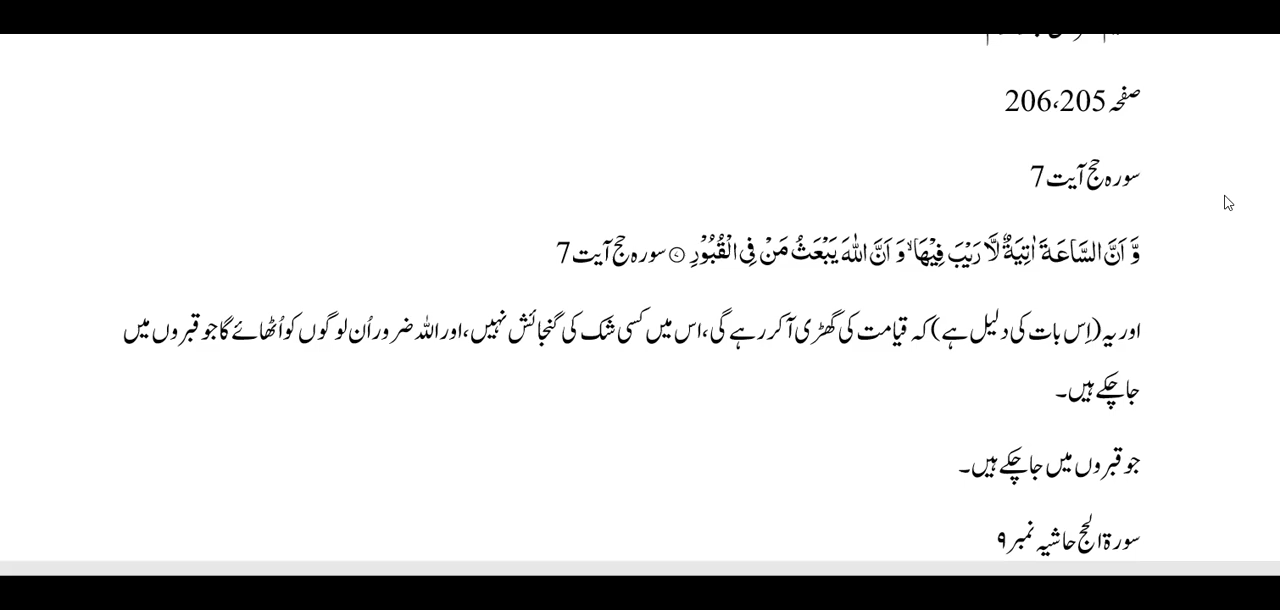 صفحہ 205،206
سورہ حج آیت 7
وَّ اَنَّ السَّاعَةَ اٰتِيَةٌ لَّا رَيْبَ فِيْهَا ۙ وَ اَنَّ اللّٰهَ يَبْعَثُ مَنْ فِي الْقُبُوْرِ ۞ سورہ حج آیت 7
اور یہ (اِس بات کی دلیل ہے) کہ قیامت کی گھڑی آ کر رہے گی، اس میں کسی شک کی گنجائش نہیں، اور اللہ ضرور اُن لوگوں کو اُٹھائے گا جو قبروں میں
جا چکے ہیں۔
جو قبروں میں جا چکے ہیں۔
سورۃ الحج حاشیہ نمبر ۹